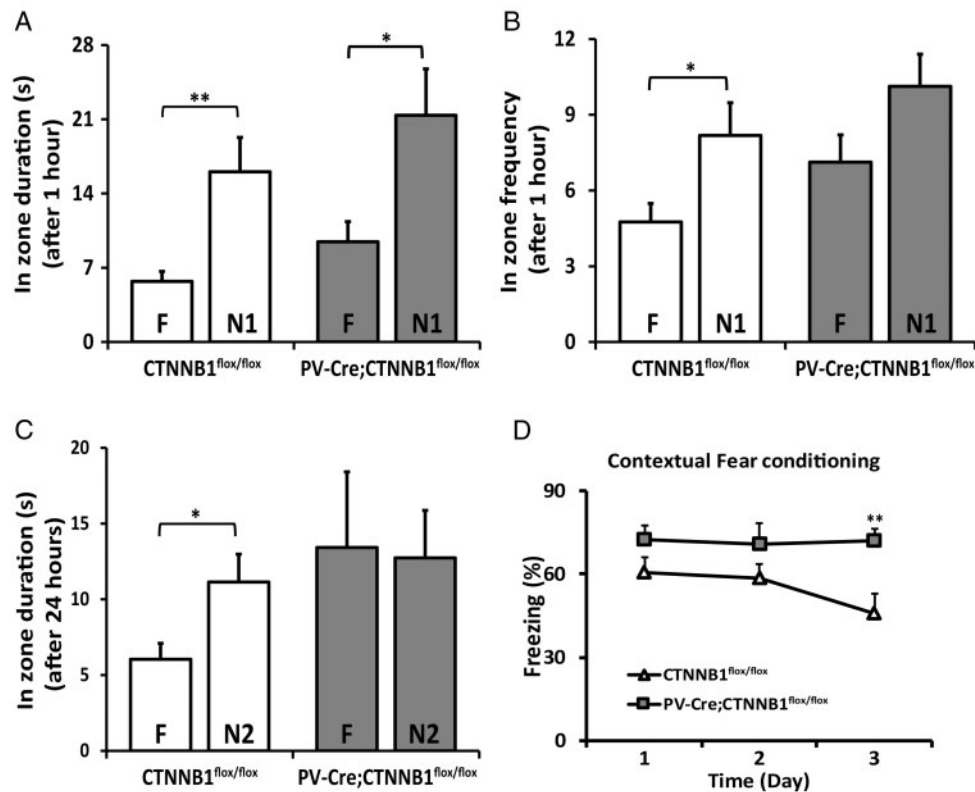 A
In zone duration (s)
(after 1 hour)
28
21
14
7
0
**
*
F
N1
F
N1
CTNNB1flox/flox
PV-Cre;CTNNB1flox/flox
B
In zone frequency
(after 1 hour)
12
9
6
3
0
*
F
N1
F
N1
CTNNB1flox/flox
PV-Cre;CTNNB1flox/flox
C
In zone duration (s)
(after 24 hours)
20
15
10
5
0
*
F
N2
F
N2
CTNNB1flox/flox
PV-Cre;CTNNB1flox/flox
D
Contextual Fear conditioning
Freezing (%)
90
60
30
0
**
CTNNB1flox/flox
PV-Cre;CTNNB1flox/flox
1
2
3
Time (Day)